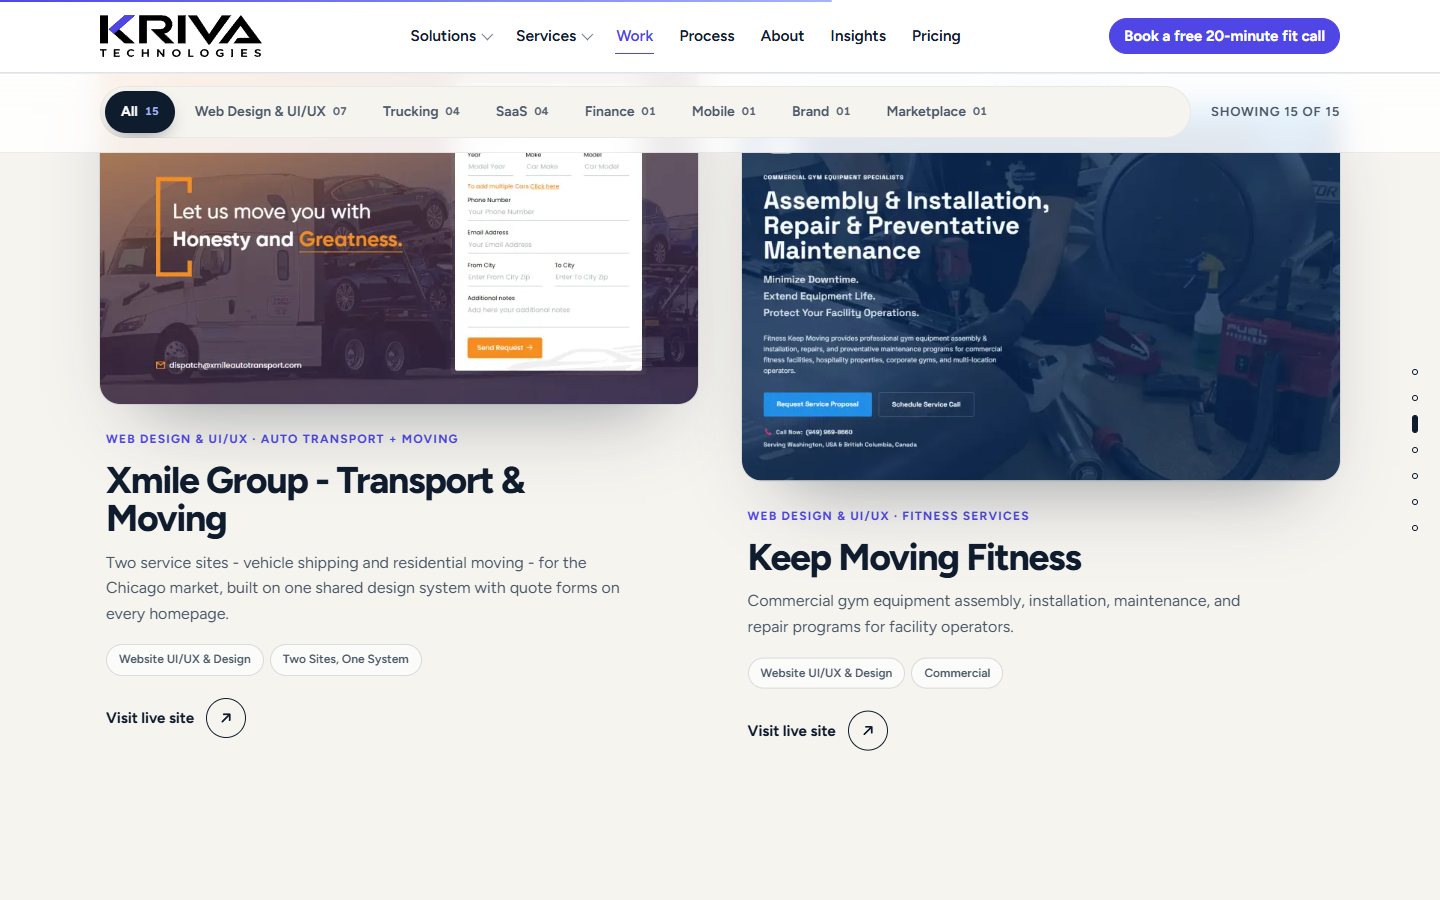 KRIVA
TECHNOLOGIES
Solutions
Services
Work
Process
About
Insights
Pricing
Book a free 20-minute fit call
All 15
Web Design & UI/UX 07
Trucking 04
SaaS 04
Finance 01
Mobile 01
Brand 01
Marketplace 01
SHOWING 15 OF 15
Let us move you with
Honesty and Greatness.
dispatch@xmileautotransport.com
Year Make Model
Model Year Car Make Car Model
To add multiple Cars Click here
Phone Number
Your Phone Number
Email Address
Your Email Address
From City To City
Enter From City Zip Enter To City Zip
Additional notes
Add here your additional notes
Send Request →
WEB DESIGN & UI/UX · AUTO TRANSPORT + MOVING
Xmile Group - Transport &
Moving
Two service sites - vehicle shipping and residential moving - for the
Chicago market, built on one shared design system with quote forms on
every homepage.
Website UI/UX & Design
Two Sites, One System
Visit live site
COMMERCIAL GYM EQUIPMENT SPECIALISTS
Assembly & Installation,
Repair & Preventative
Maintenance
Minimize Downtime.
Extend Equipment Life.
Protect Your Facility Operations.
Fitness Keep Moving provides professional gym equipment assembly &
installation, repairs, and preventative maintenance programs for commercial
fitness facilities, hospitality properties, corporate gyms, and multi-location
operators.
Request Service Proposal
Schedule Service Call
Call Now: (949) 969-8660
Serving Washington, USA & British Columbia, Canada
FUEL
WEB DESIGN & UI/UX · FITNESS SERVICES
Keep Moving Fitness
Commercial gym equipment assembly, installation, maintenance, and
repair programs for facility operators.
Website UI/UX & Design
Commercial
Visit live site